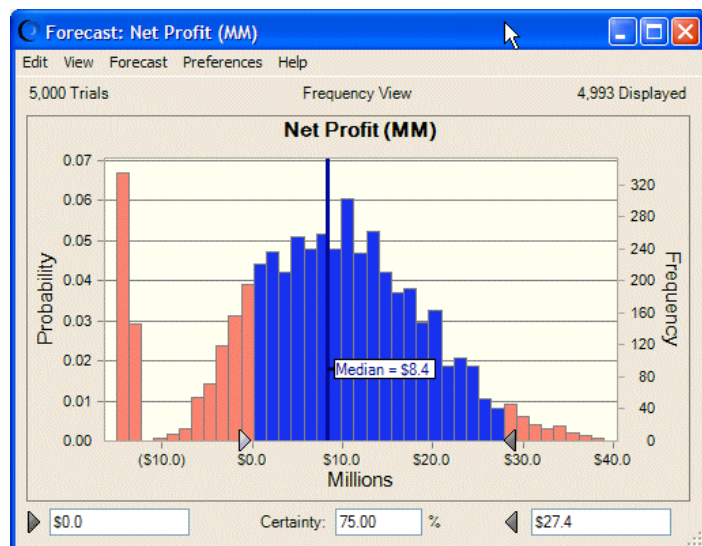 Forecast: Net Profit (MM)
Edit View Forecast Preferences Help
5,000 Trials Frequency View 4,993 Displayed
Net Profit (MM)
0.07
0.06
0.05
0.04
0.03
0.02
0.01
0.00
Probability
320
280
240
200
160
120
80
40
0
Frequency
Median = $8.4
($10.0) $0.0 $10.0 $20.0 $30.0 $40.0
Millions
$0.0 Certainty: 75.00 % $27.4